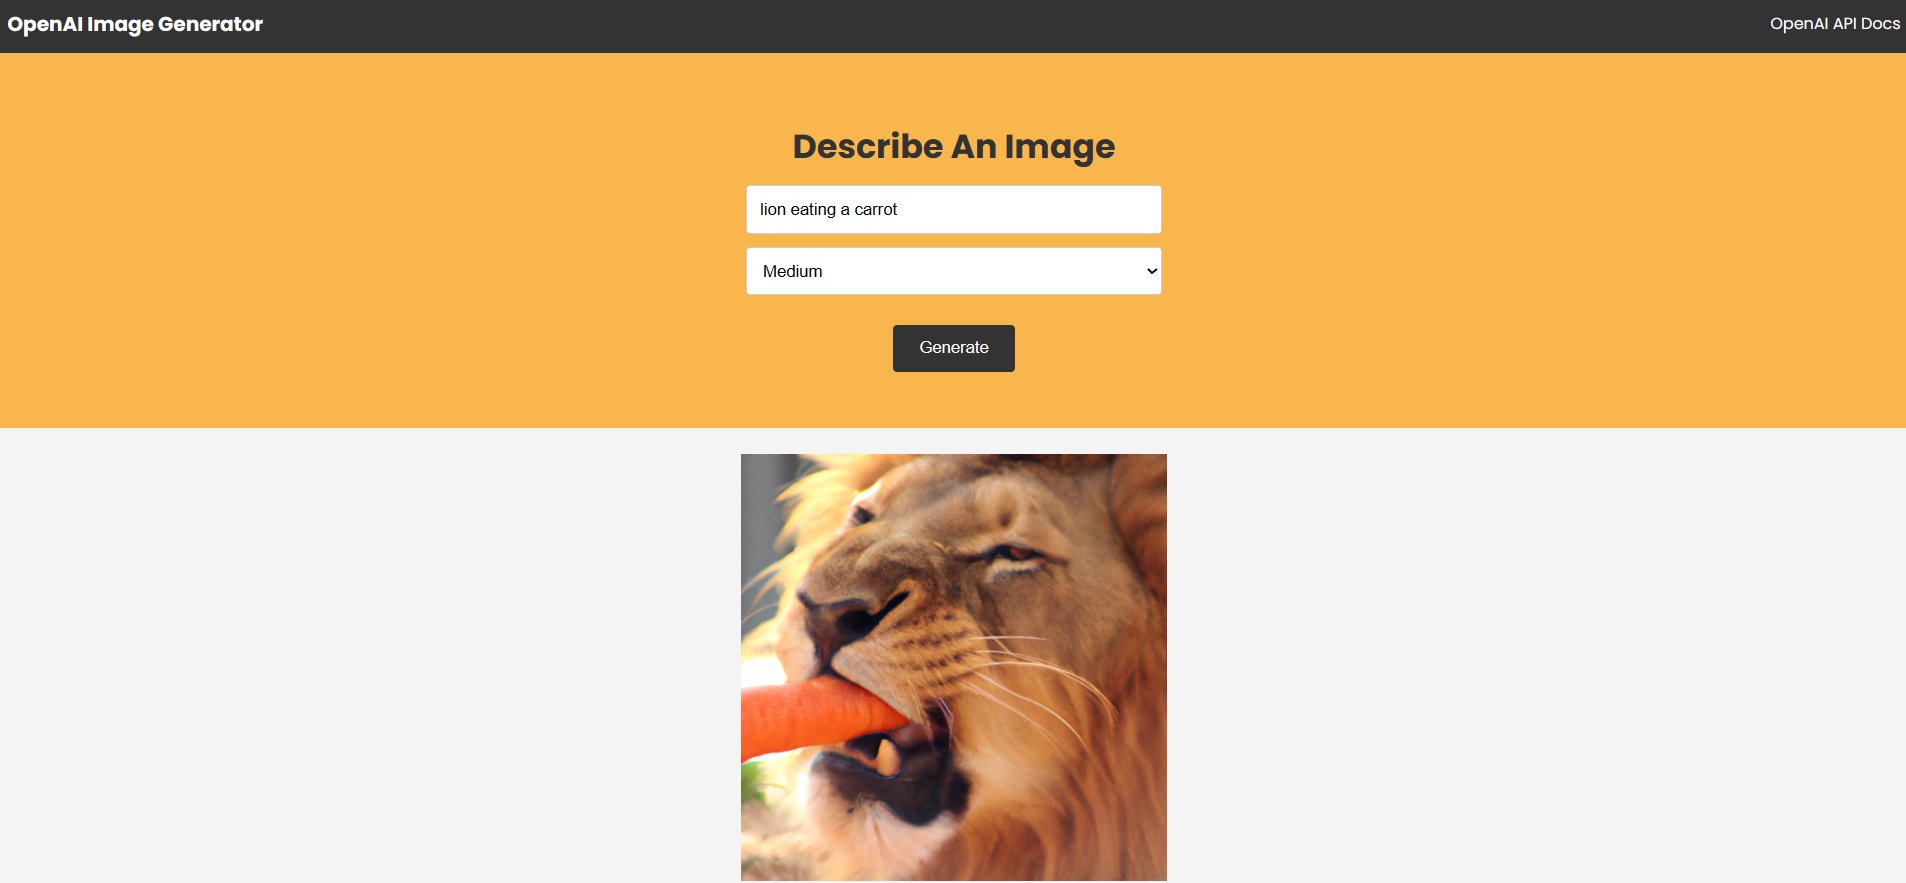 OpenAI Image Generator
OpenAI API Docs
Describe An Image
lion eating a carrot
Medium
Generate